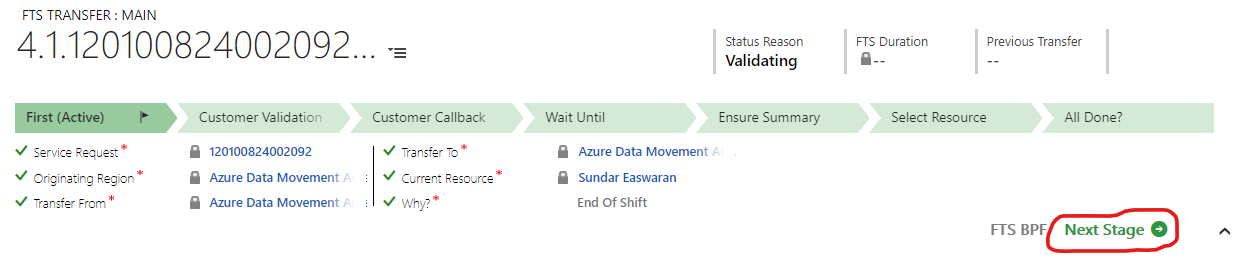 FTS TRANSFER : MAIN
4.1.120100824002092...
Status Reason
Validating
FTS Duration
--
Previous Transfer
--
First (Active)
Customer Validation
Customer Callback
Wait Until
Ensure Summary
Select Resource
All Done?
Service Request * 120100824002092
Originating Region * Azure Data Movement
Transfer From * Azure Data Movement
Transfer To * Azure Data Movement
Current Resource * Sundar Easwaran
Why? * End Of Shift
FTS BPF Next Stage